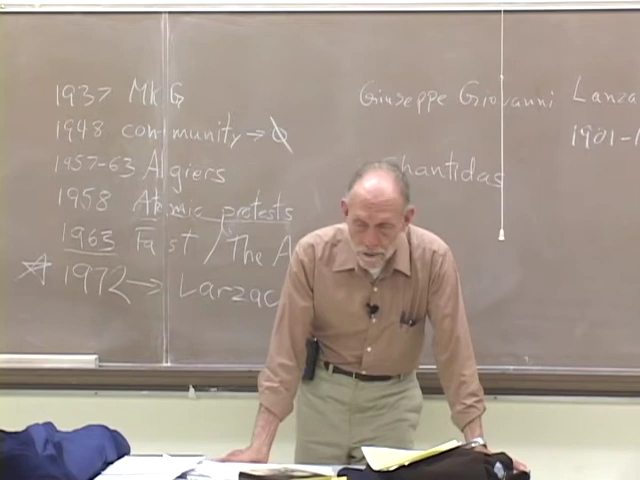 1937 MKG
1948 community →
1957-63 Algiers
1958 Atomic protests
1963 Fast / The A
☆ 1972 → Larzac
Giuseppe Giovanni Lanza
1901-1
hantidas